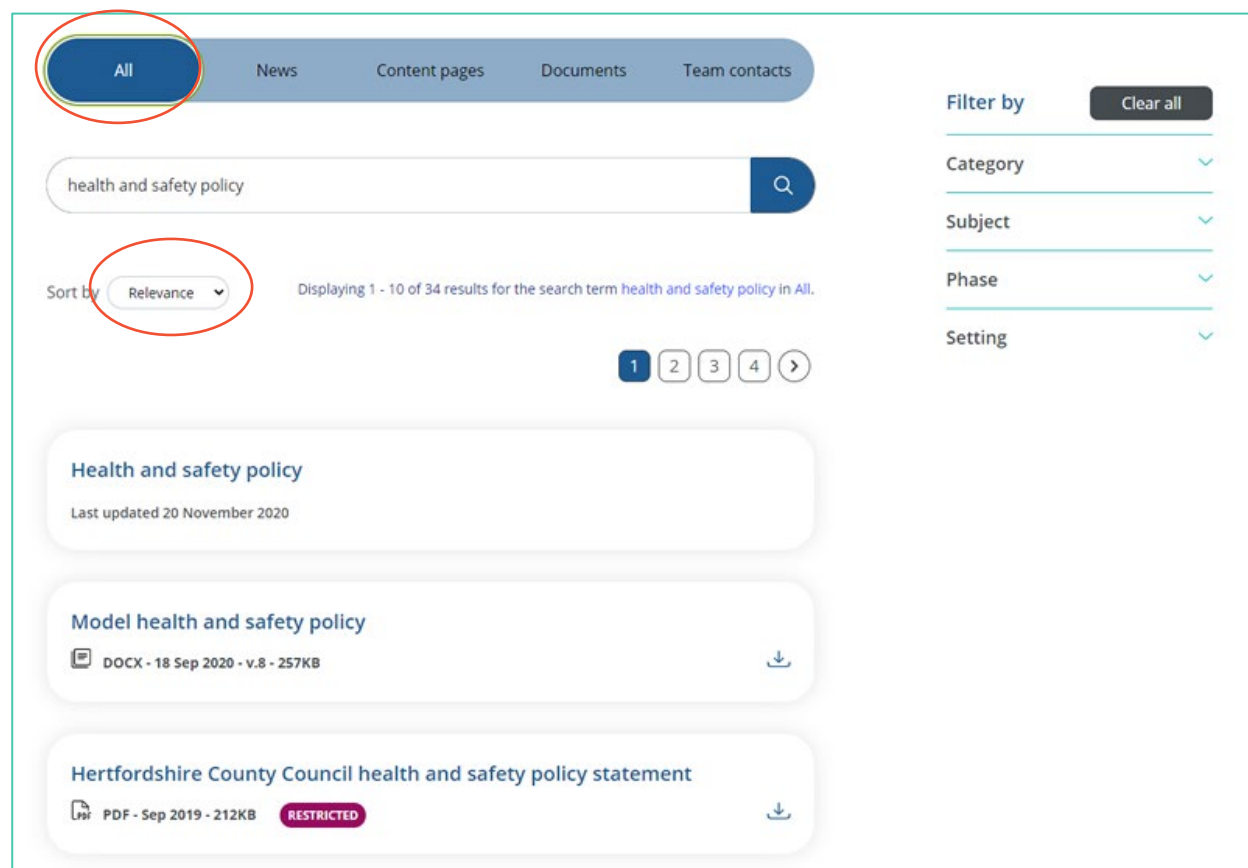 All News Content pages Documents Team contacts
Filter by Clear all
health and safety policy
Category
Subject
Phase
Setting
Sort by Relevance Displaying 1 - 10 of 34 results for the search term health and safety policy in All.
1 2 3 4
Health and safety policy
Last updated 20 November 2020
Model health and safety policy
DOCX - 18 Sep 2020 - v.8 - 257KB
Hertfordshire County Council health and safety policy statement
PDF PDF - Sep 2019 - 212KB RESTRICTED